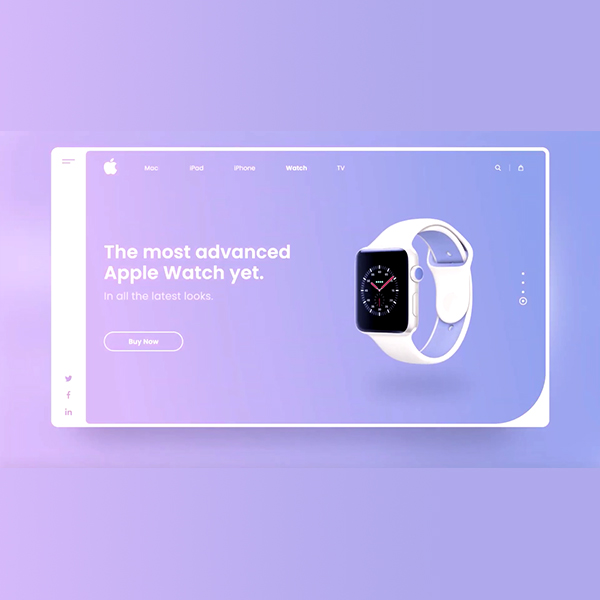 Mac iPad iPhone Watch TV
The most advanced
Apple Watch yet.
In all the latest looks.
Buy Now
in